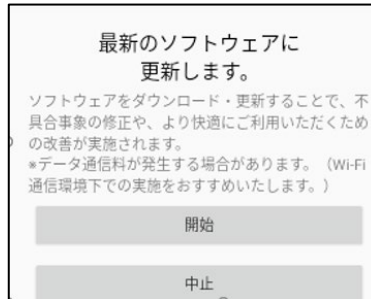 最新のソフトウェアに
更新します。
ソフトウェアをダウンロード・更新することで、不
具合事象の修正や、より快適にご利用いただくため
の改善が実施されます。
※データ通信料が発生する場合があります。（Wi-Fi
通信環境下での実施をおすすめいたします。）
開始
中止